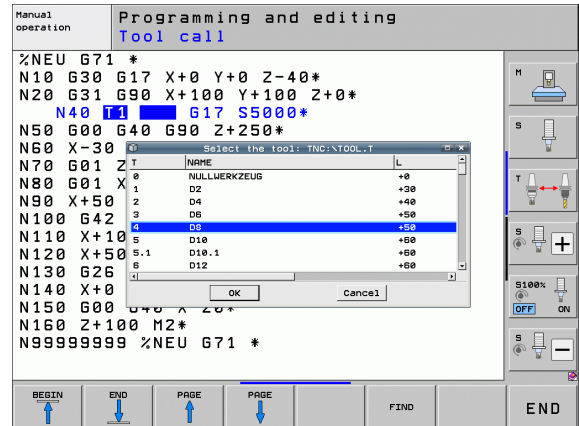 Manual operation
Programming and editing
Tool call
%NEU G71 *
N10 G30 G17 X+0 Y+0 Z-40*
N20 G31 G90 X+100 Y+100 Z+0*
N40 T1 G17 S5000*
N50 G00 G40 G90 Z+250*
N60 X-30
N70 G01 Z
N80 G01 X
N90 X+50
N100 G42
N110 X+10
N120 X+50
N130 G26
N140 X+0
N150 G00 G40 X-20*
N160 Z+100 M2*
N99999999 %NEU G71 *
Select the tool: TNC:\TOOL.T
T NAME L
0 NULLWERKZEUG +0
1 D2 +30
2 D4 +40
3 D6 +50
4 D8 +50
5 D10 +60
5.1 D10.1 +60
6 D12 +60
OK Cancel
M
S
T
S
S100%
OFF ON
S
BEGIN END PAGE PAGE FIND END